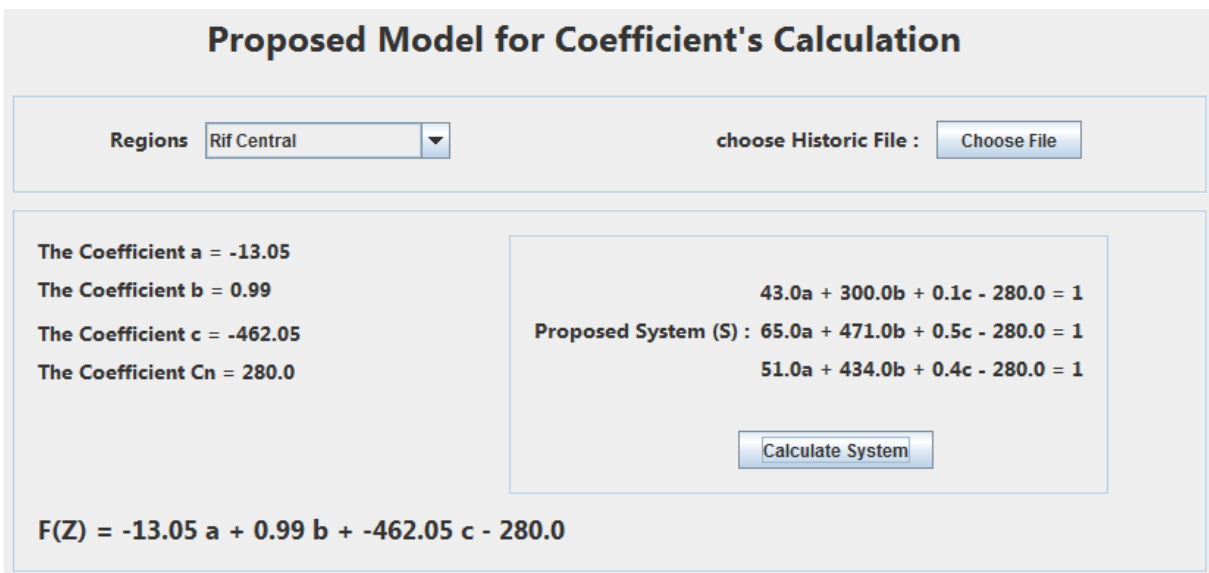 Proposed Model for Coefficient's Calculation
Regions Rif Central choose Historic File : Choose File
The Coefficient a = -13.05
The Coefficient b = 0.99
The Coefficient c = -462.05
The Coefficient Cn = 280.0
43.0a + 300.0b + 0.1c - 280.0 = 1
Proposed System (S) : 65.0a + 471.0b + 0.5c - 280.0 = 1
51.0a + 434.0b + 0.4c - 280.0 = 1
Calculate System
F(Z) = -13.05 a + 0.99 b + -462.05 c - 280.0